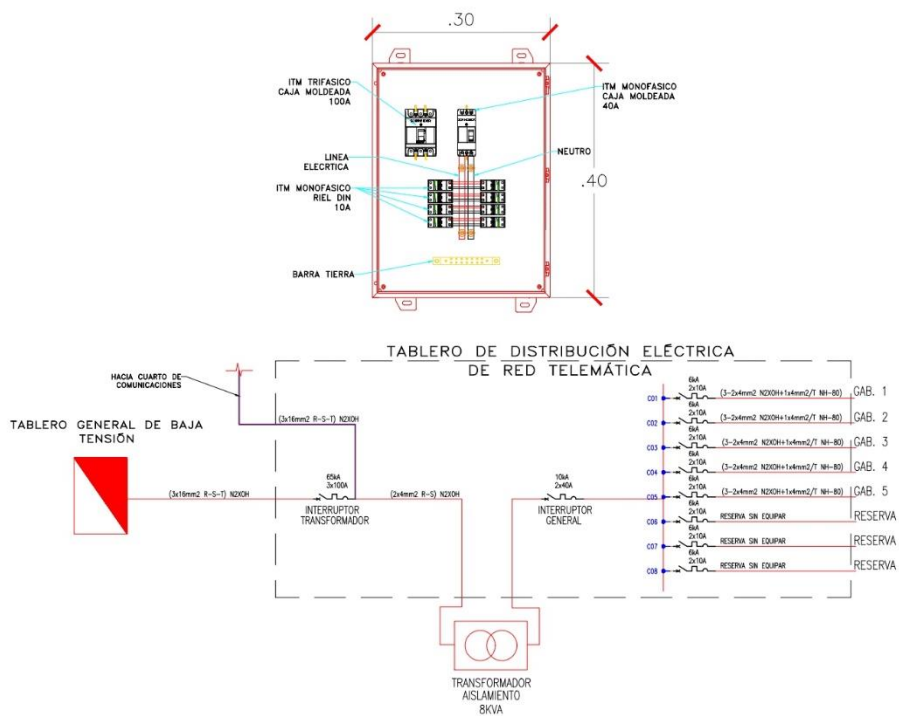 .30
ITM TRIFASICO
CAJA MOLDEADA
100A
ITM MONOFASICO
CAJA MOLDEADA
40A
LINEA
ELECRTICA
NEUTRO
ITM MONOFASICO
RIEL DIN
10A
.40
BARRA TIERRA
TABLERO DE DISTRIBUCIÓN ELÉCTRICA
DE RED TELEMÁTICA
HACIA CUARTO DE
COMUNICACIONES
(3x16mm2 R-S-T) N2XOH
TABLERO GENERAL DE BAJA
TENSIÓN
(3x16mm2 R-S-T) N2XOH
65kA
3x100A
INTERRUPTOR
TRANSFORMADOR
(2x4mm2 R-S) N2XOH
10kA
2x40A
INTERRUPTOR
GENERAL
6kA
C01
2x10A
(3-2x4mm2 N2XOH+1x4mm2/T NH-80)
GAB. 1
6kA
C02
2x10A
(3-2x4mm2 N2XOH+1x4mm2/T NH-80)
GAB. 2
6kA
C03
2x10A
(3-2x4mm2 N2XOH+1x4mm2/T NH-80)
GAB. 3
6kA
C04
2x10A
(3-2x4mm2 N2XOH+1x4mm2/T NH-80)
GAB. 4
6kA
C05
2x10A
(3-2x4mm2 N2XOH+1x4mm2/T NH-80)
GAB. 5
6kA
C06
2x10A
RESERVA SIN EQUIPAR
RESERVA
6kA
C07
2x10A
RESERVA SIN EQUIPAR
RESERVA
6kA
C08
2x10A
RESERVA SIN EQUIPAR
RESERVA
TRANSFORMADOR
AISLAMIENTO
8KVA